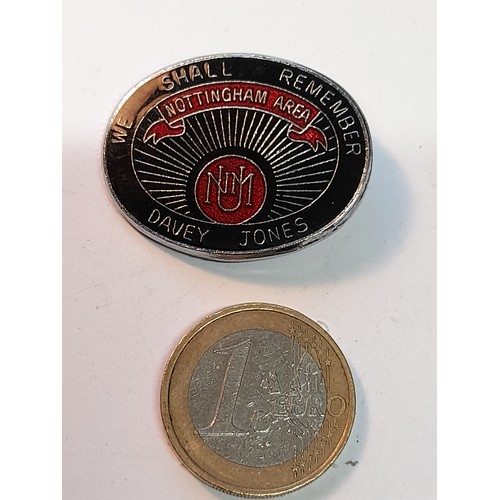 WE SHALL REMEMBER
NOTTINGHAM AREA
NUM
DAVEY JONES
1
EURO